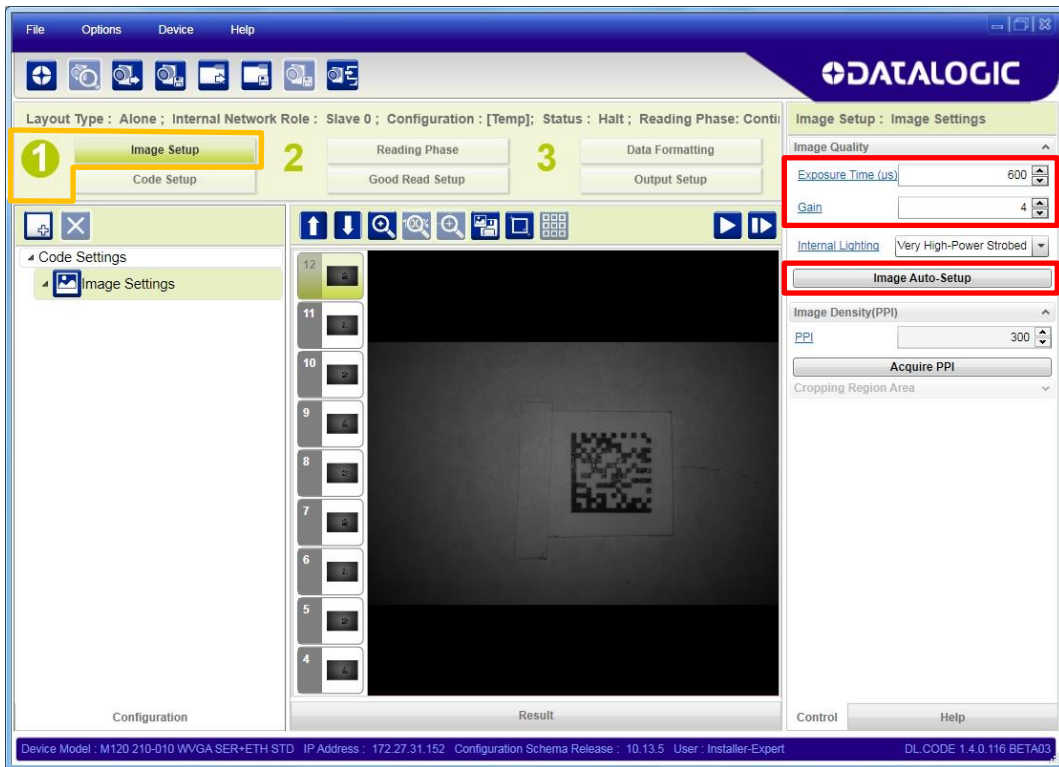 File Options Device Help
DATALOGIC
Layout Type : Alone ; Internal Network Role : Slave 0 ; Configuration : [Temp]; Status : Halt ; Reading Phase: Conti
1 Image Setup
Code Setup
2 Reading Phase
Good Read Setup
3 Data Formatting
Output Setup
Code Settings
Image Settings
100%
12
11
10
9
8
7
6
5
4
Configuration
Result
Image Setup : Image Settings
Image Quality
Exposure Time (µs) 600
Gain 4
Internal Lighting Very High-Power Strobed
Image Auto-Setup
Image Density(PPI)
PPI 300
Acquire PPI
Cropping Region Area
Control Help
Device Model : M120 210-010 WVGA SER+ETH STD IP Address : 172.27.31.152 Configuration Schema Release : 10.13.5 User : Installer-Expert DL.CODE 1.4.0.116 BETA03